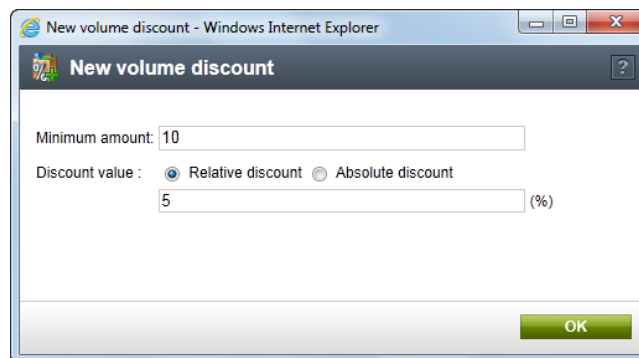 New volume discount - Windows Internet Explorer
New volume discount
?
Minimum amount: 10
Discount value : Relative discount Absolute discount
5 (%)
OK